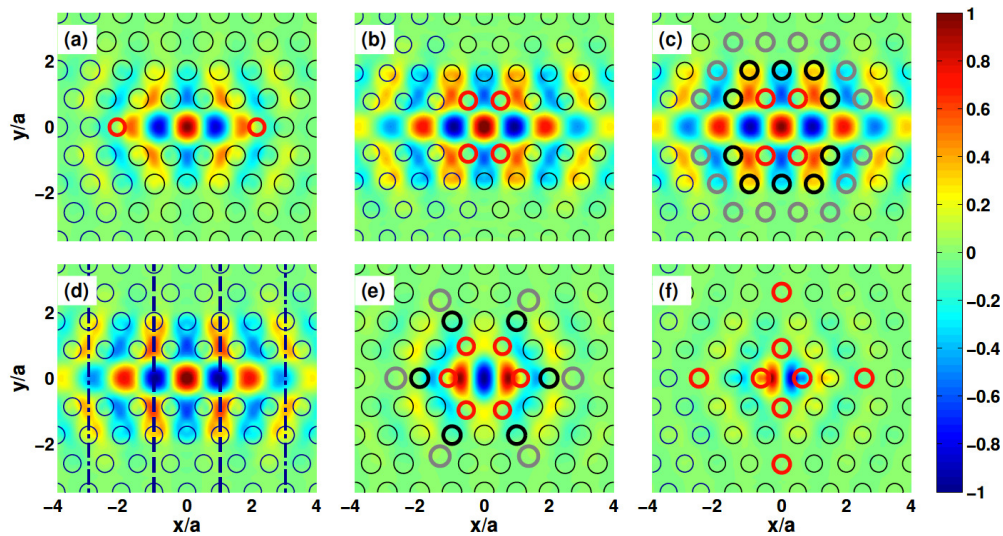 (a) (b) (c) 1
0.8
2 0.6
y/a 0 0.4
-2 0.2
0
(d) (e) (f) -0.2
2 -0.4
y/a 0 -0.6
-2 -0.8
-4 -2 0 2 4 -4 -2 0 2 4 -4 -2 0 2 4 -1
x/a x/a x/a